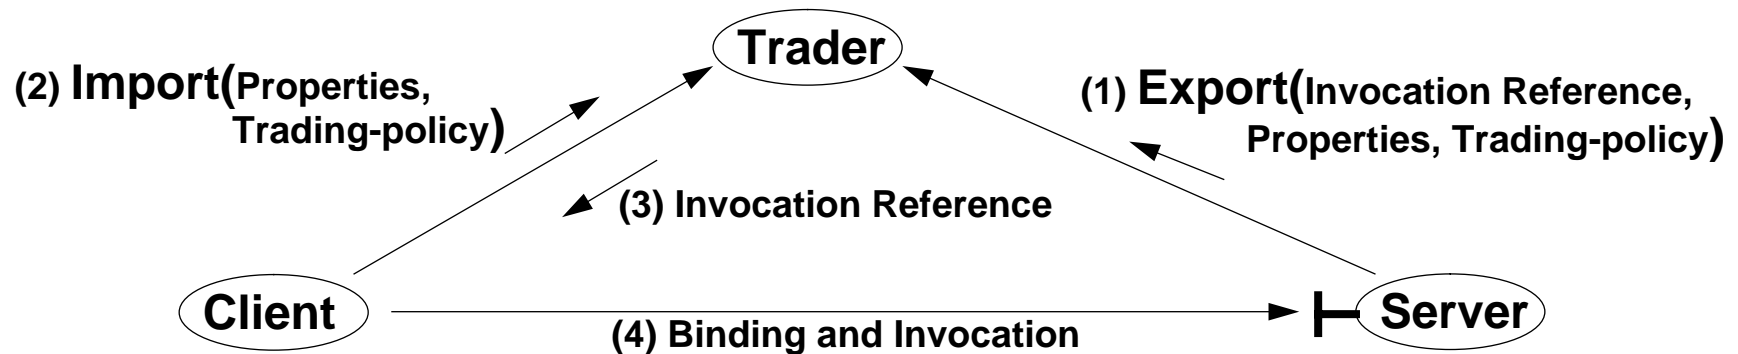 Trader
(2) Import(Properties,
Trading-policy)
(1) Export(Invocation Reference,
Properties, Trading-policy)
(3) Invocation Reference
Client
Server
(4) Binding and Invocation